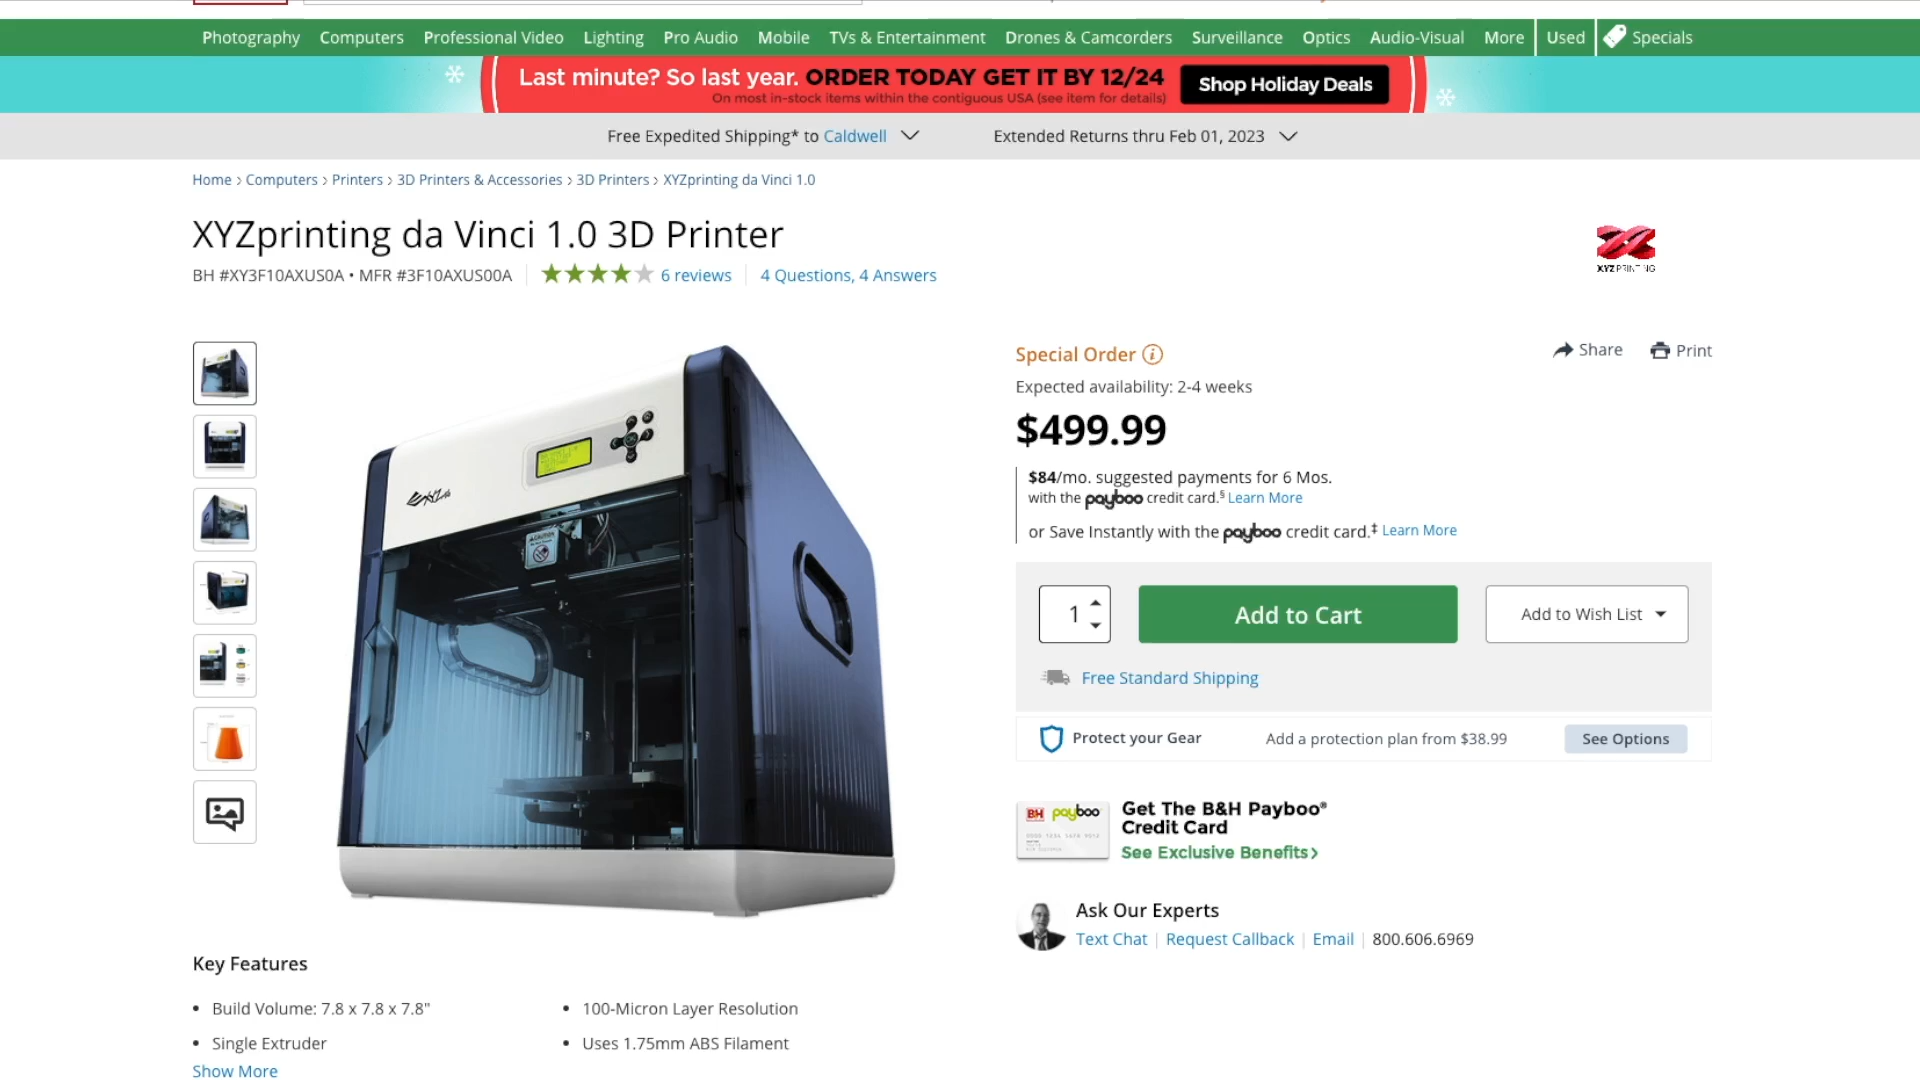 Photography Computers Professional Video Lighting Pro Audio Mobile TVs & Entertainment Drones & Camcorders Surveillance Optics Audio-Visual More Used Specials
Last minute? So last year. ORDER TODAY GET IT BY 12/24
On most in-stock items within the contiguous USA (see item for details)
Shop Holiday Deals
Free Expedited Shipping* to Caldwell
Extended Returns thru Feb 01, 2023
Home › Computers › Printers › 3D Printers & Accessories › 3D Printers › XYZprinting da Vinci 1.0
XYZprinting da Vinci 1.0 3D Printer
XYZPRINTING
BH #XY3F10AXUS0A • MFR #3F10AXUS00A
6 reviews
4 Questions, 4 Answers
Special Order
Share
Print
Expected availability: 2-4 weeks
$499.99
$84/mo. suggested payments for 6 Mos.
with the payboo credit card.§ Learn More
or Save Instantly with the payboo credit card.‡ Learn More
CAUTION
1
Add to Cart
Add to Wish List
Free Standard Shipping
Protect your Gear
Add a protection plan from $38.99
See Options
BH payboo
Get The B&H Payboo®
Credit Card
See Exclusive Benefits ›
Ask Our Experts
Text Chat | Request Callback | Email | 800.606.6969
Key Features
• Build Volume: 7.8 x 7.8 x 7.8"
• 100-Micron Layer Resolution
• Single Extruder
• Uses 1.75mm ABS Filament
Show More